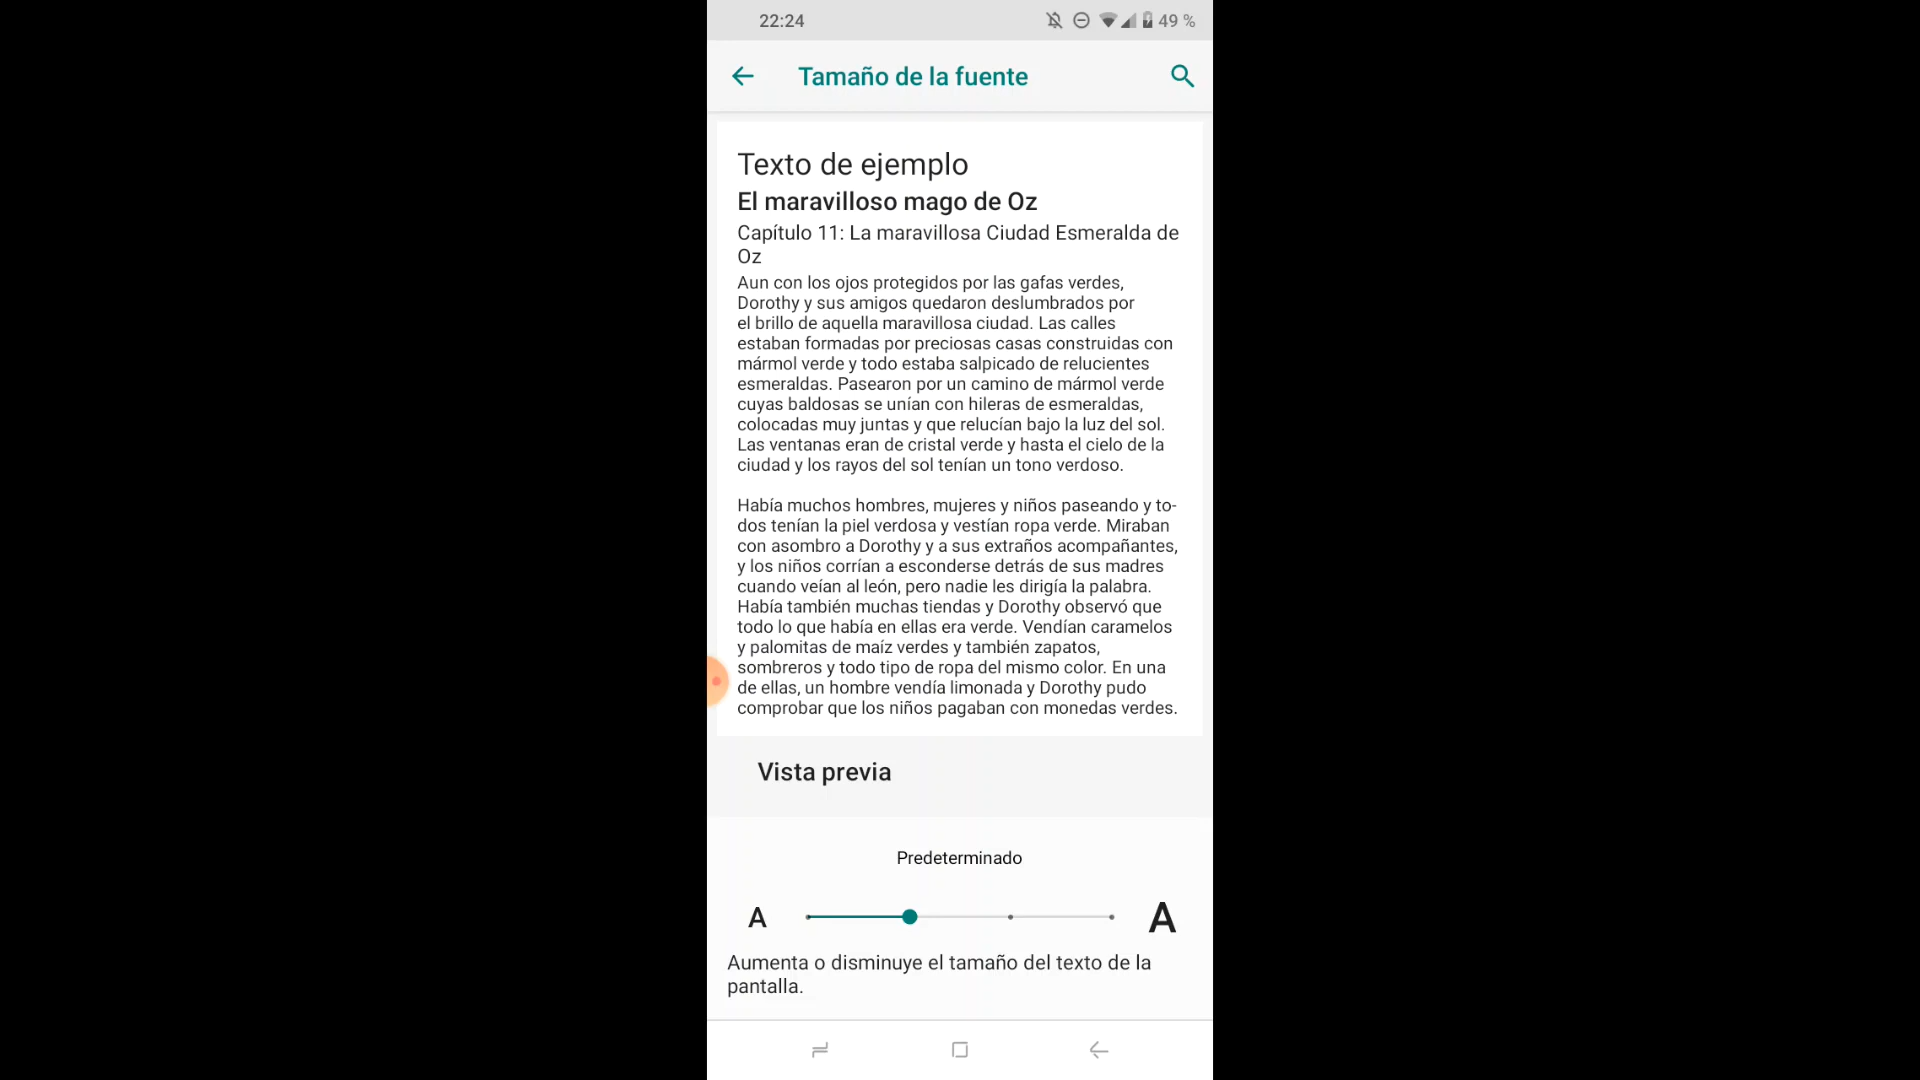 22:24
49 %
Tamaño de la fuente
Texto de ejemplo
El maravilloso mago de Oz
Capítulo 11: La maravillosa Ciudad Esmeralda de
Oz
Aun con los ojos protegidos por las gafas verdes,
Dorothy y sus amigos quedaron deslumbrados por
el brillo de aquella maravillosa ciudad. Las calles
estaban formadas por preciosas casas construidas con
mármol verde y todo estaba salpicado de relucientes
esmeraldas. Pasearon por un camino de mármol verde
cuyas baldosas se unían con hileras de esmeraldas,
colocadas muy juntas y que relucían bajo la luz del sol.
Las ventanas eran de cristal verde y hasta el cielo de la
ciudad y los rayos del sol tenían un tono verdoso.
Había muchos hombres, mujeres y niños paseando y to-
dos tenían la piel verdosa y vestían ropa verde. Miraban
con asombro a Dorothy y a sus extraños acompañantes,
y los niños corrían a esconderse detrás de sus madres
cuando veían al león, pero nadie les dirigía la palabra.
Había también muchas tiendas y Dorothy observó que
todo lo que había en ellas era verde. Vendían caramelos
y palomitas de maíz verdes y también zapatos,
sombreros y todo tipo de ropa del mismo color. En una
de ellas, un hombre vendía limonada y Dorothy pudo
comprobar que los niños pagaban con monedas verdes.
Vista previa
Predeterminado
A A
Aumenta o disminuye el tamaño del texto de la
pantalla.